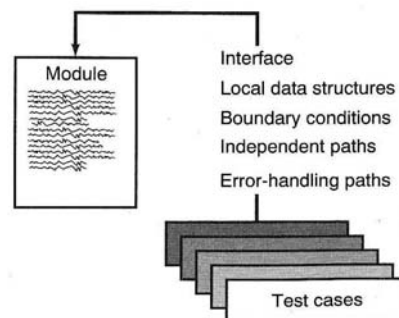 Module
Interface
Local data structures
Boundary conditions
Independent paths
Error-handling paths
Test cases